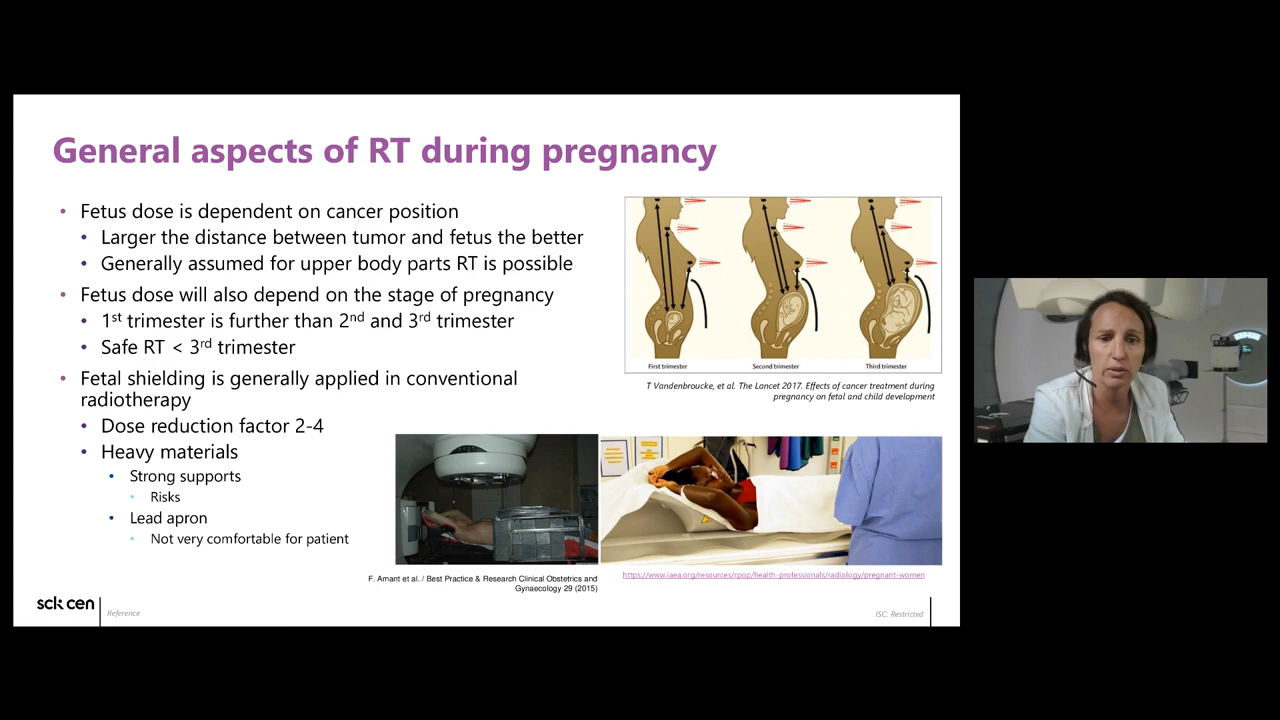 General aspects of RT during pregnancy
• Fetus dose is dependent on cancer position
• Larger the distance between tumor and fetus the better
• Generally assumed for upper body parts RT is possible
• Fetus dose will also depend on the stage of pregnancy
• 1st trimester is further than 2nd and 3rd trimester
• Safe RT < 3rd trimester
• Fetal shielding is generally applied in conventional
radiotherapy
• Dose reduction factor 2-4
• Heavy materials
• Strong supports
• Risks
• Lead apron
• Not very comfortable for patient
First trimester
Second trimester
Third trimester
T Vandenbroucke, et al. The Lancet 2017. Effects of cancer treatment during
pregnancy on fetal and child development
F. Amant et al. / Best Practice & Research Clinical Obstetrics and
Gynaecology 29 (2015)
https://www.iaea.org/resources/rpop/health-professionals/radiology/pregnant-women
sck cen
Reference
ISC: Restricted